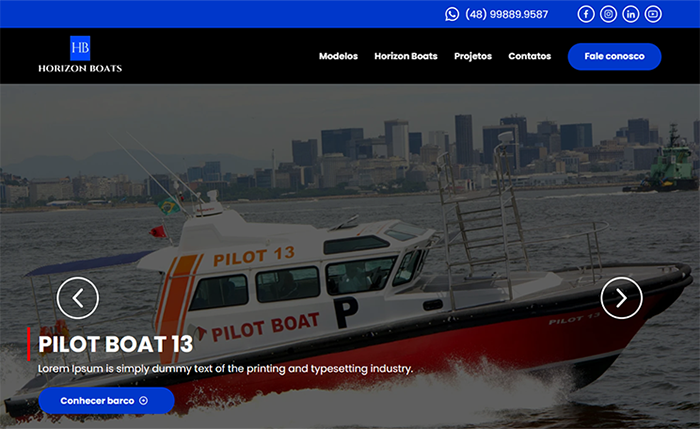 (48) 99889.9587
HB
HORIZON BOATS
Modelos
Horizon Boats
Projetos
Contatos
Fale conosco
PILOT 13
PILOT BOAT
P
PILOT 13
PILOT BOAT 13
Lorem Ipsum is simply dummy text of the printing and typesetting industry.
Conhecer barco